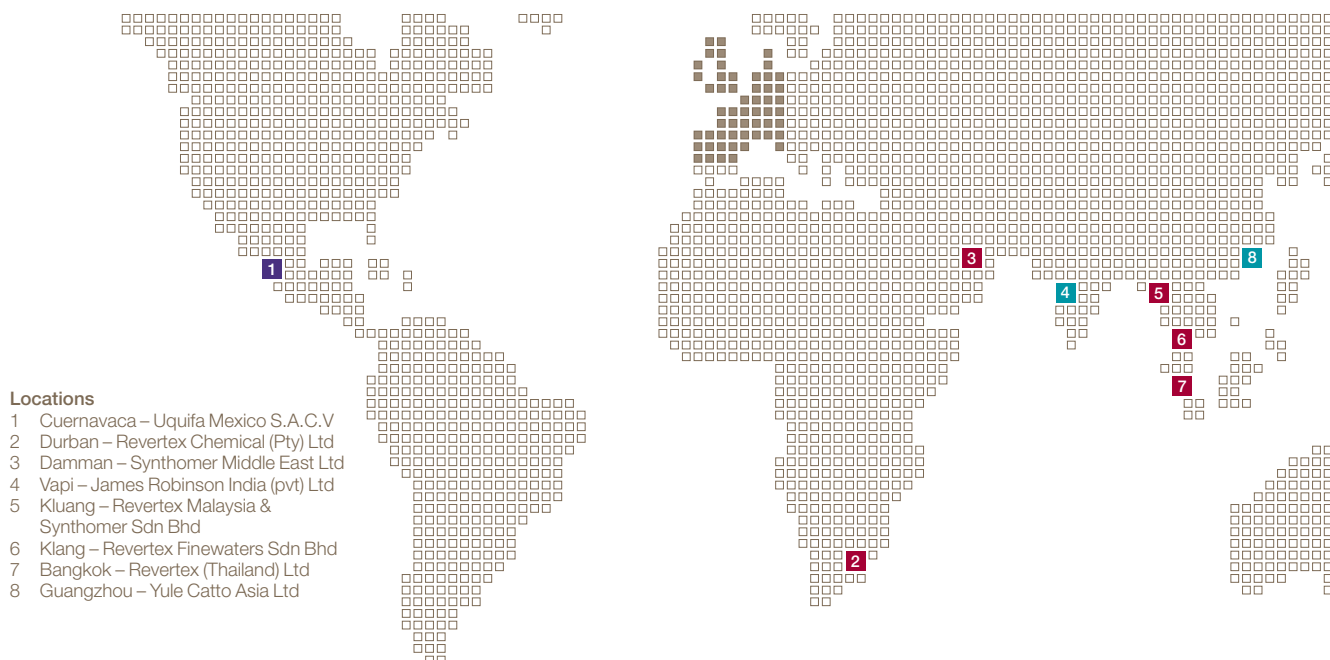 1
3
8
4
5
6
7
2
Locations
1 Cuernavaca – Uquifa Mexico S.A.C.V
2 Durban – Revertex Chemical (Pty) Ltd
3 Damman – Synthomer Middle East Ltd
4 Vapi – James Robinson India (pvt) Ltd
5 Kluang – Revertex Malaysia &
Synthomer Sdn Bhd
6 Klang – Revertex Finewaters Sdn Bhd
7 Bangkok – Revertex (Thailand) Ltd
8 Guangzhou – Yule Catto Asia Ltd